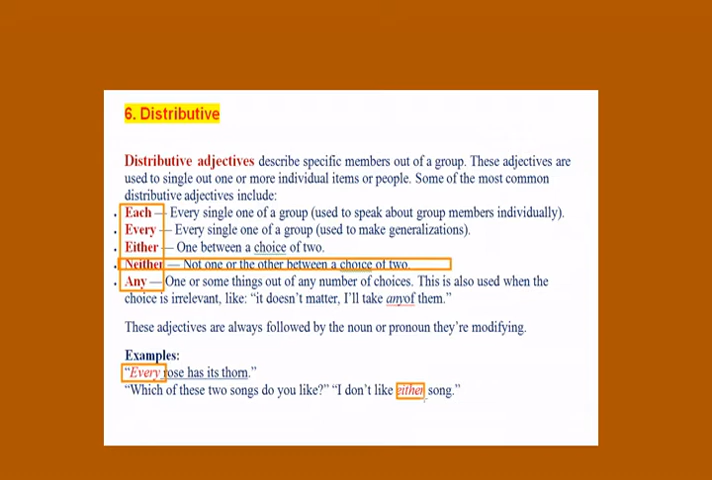 6. Distributive
Distributive adjectives describe specific members out of a group. These adjectives are
used to single out one or more individual items or people. Some of the most common
distributive adjectives include:
. Each — Every single one of a group (used to speak about group members individually).
. Every — Every single one of a group (used to make generalizations).
. Either — One between a choice of two.
. Neither — Not one or the other between a choice of two.
. Any — One or some things out of any number of choices. This is also used when the
choice is irrelevant, like: “it doesn’t matter, I’ll take anyof them.”
These adjectives are always followed by the noun or pronoun they’re modifying.
Examples:
“Every rose has its thorn.”
“Which of these two songs do you like?” “I don’t like either song.”